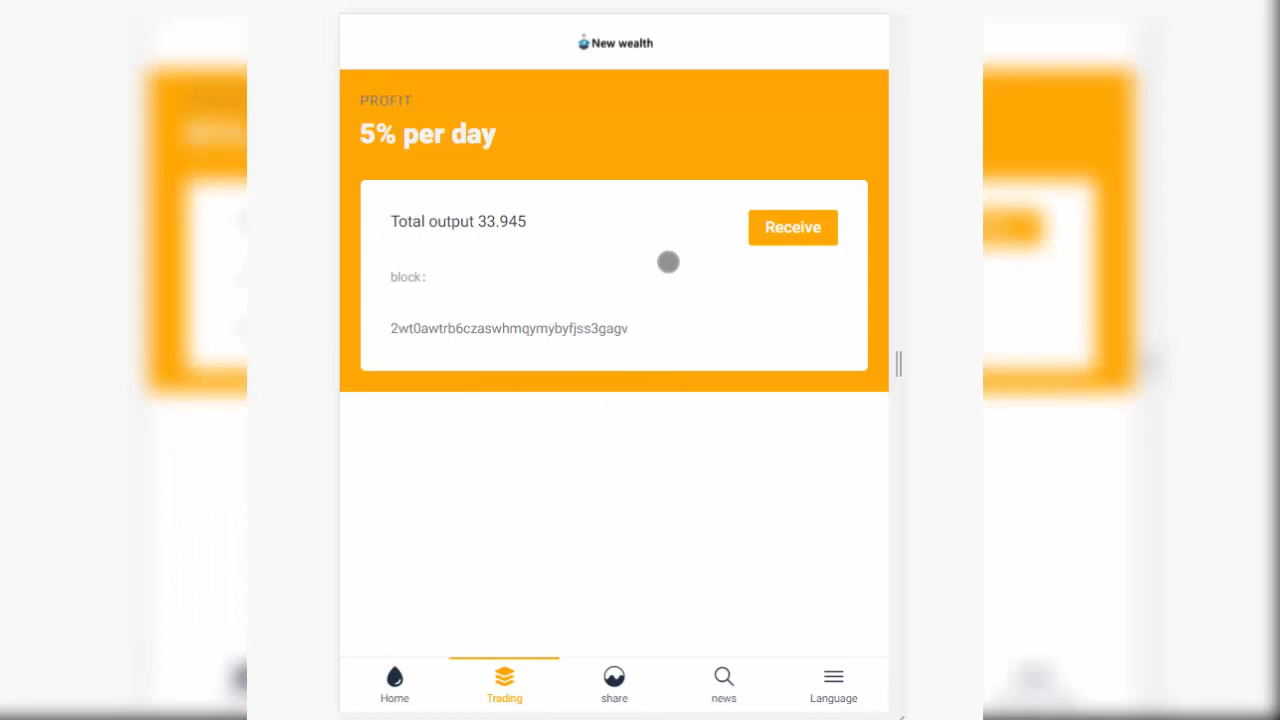 New wealth
PROFIT
5% per day
Total output 33.945
Receive
block:
2wt0awtrb6czaswhmqymybyfjss3gagv
Home
Trading
share
news
Language